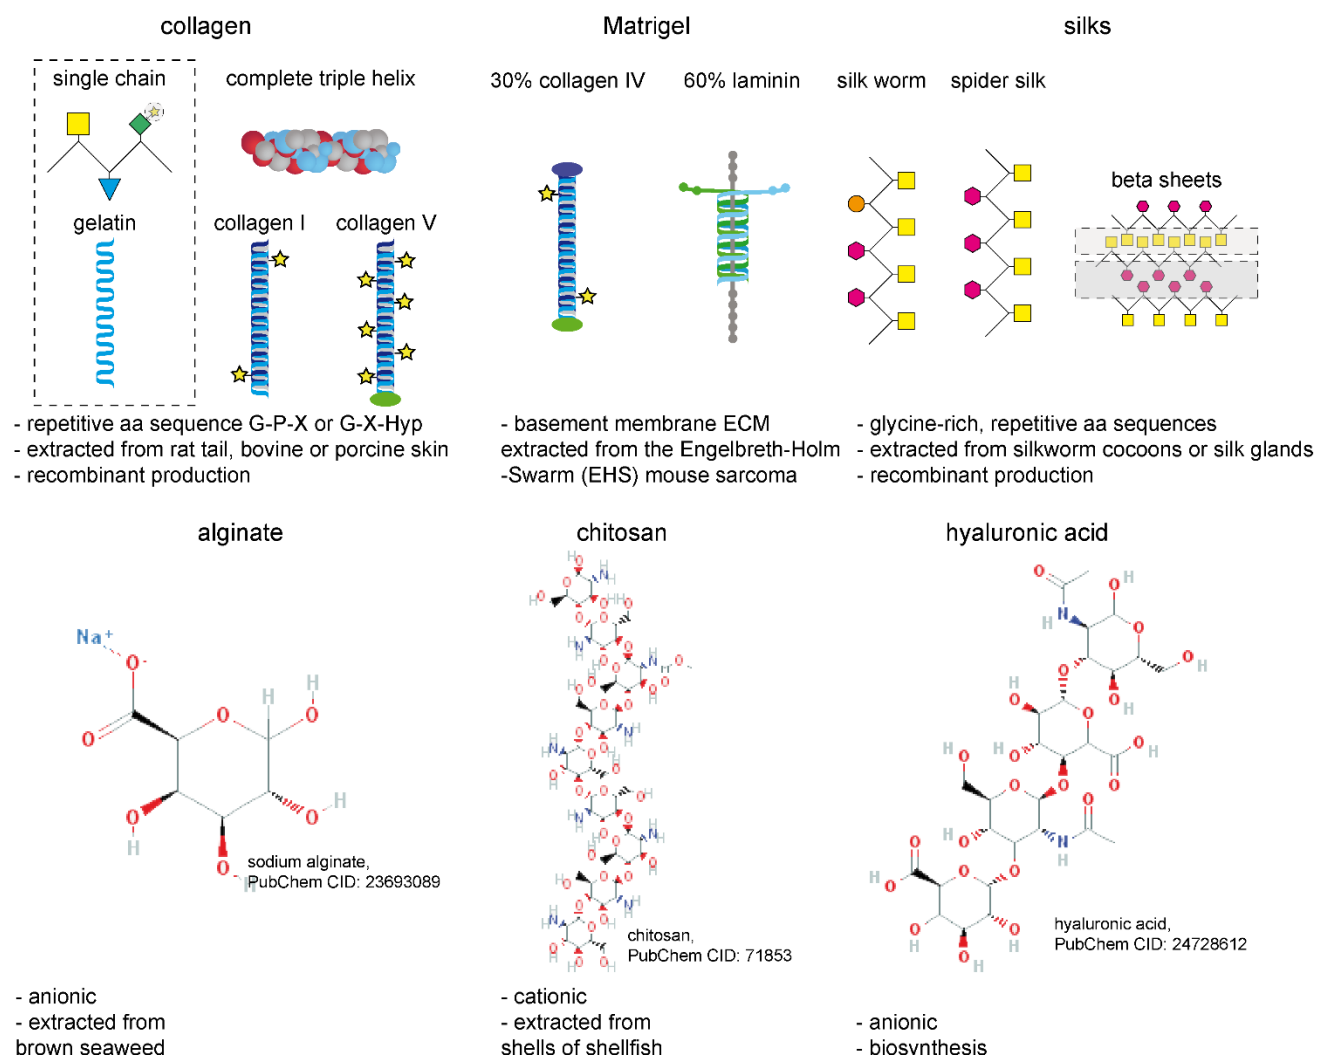 collagen
Matrigel
silks
single chain
complete triple helix
30% collagen IV
60% laminin
silk worm
spider silk
beta sheets
gelatin
collagen I
collagen V
- repetitive aa sequence G-P-X or G-X-Hyp
- extracted from rat tail, bovine or porcine skin
- recombinant production
- basement membrane ECM
extracted from the Engelbreth-Holm
-Swarm (EHS) mouse sarcoma
- glycine-rich, repetitive aa sequences
- extracted from silkworm cocoons or silk glands
- recombinant production
alginate
chitosan
hyaluronic acid
Na+
sodium alginate,
PubChem CID: 23693089
chitosan,
PubChem CID: 71853
hyaluronic acid,
PubChem CID: 24728612
- anionic
- extracted from
brown seaweed
- cationic
- extracted from
shells of shellfish
- anionic
- biosynthesis